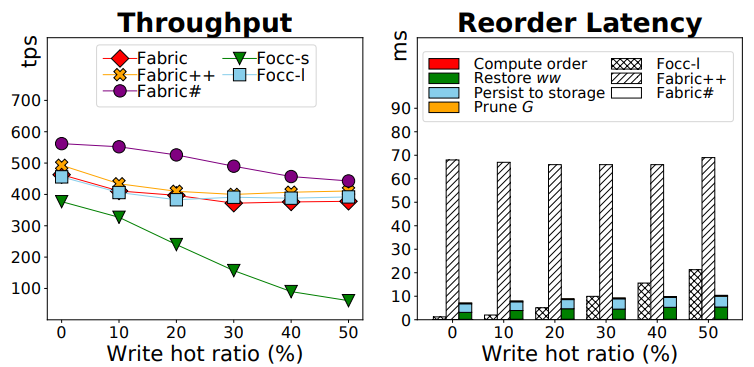 Throughput
tps
Fabric
Fabric++
Fabric#
Focc-s
Focc-l
700
600
500
400
300
200
100
0 10 20 30 40 50
Write hot ratio (%)
Reorder Latency
ms
Compute order
Restore ww
Persist to storage
Prune G
Focc-l
Fabric++
Fabric#
90
80
70
60
50
40
30
20
10
0
0 10 20 30 40 50
Write hot ratio (%)